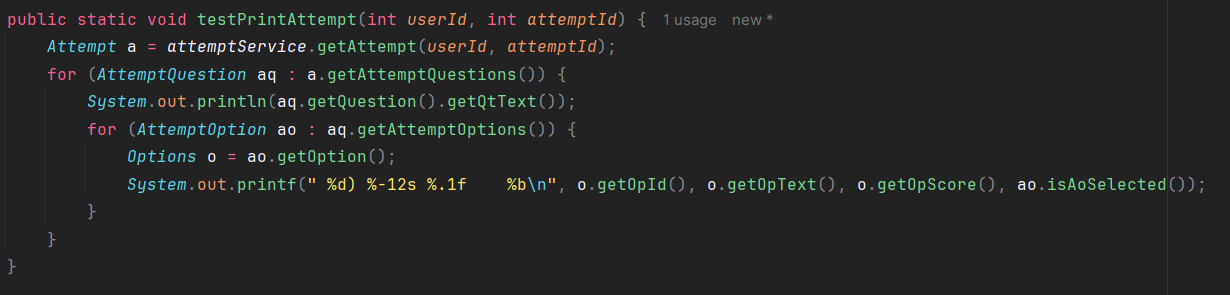 public static void testPrintAttempt(int userId, int attemptId) { 1 usage new *
    Attempt a = attemptService.getAttempt(userId, attemptId);
    for (AttemptQuestion aq : a.getAttemptQuestions()) {
        System.out.println(aq.getQuestion().getQtText());
        for (AttemptOption ao : aq.getAttemptOptions()) {
            Options o = ao.getOption();
            System.out.printf(" %d) %-12s %.1f    %b\n", o.getOpId(), o.getOpText(), o.getOpScore(), ao.isAoSelected());
        }
    }
}